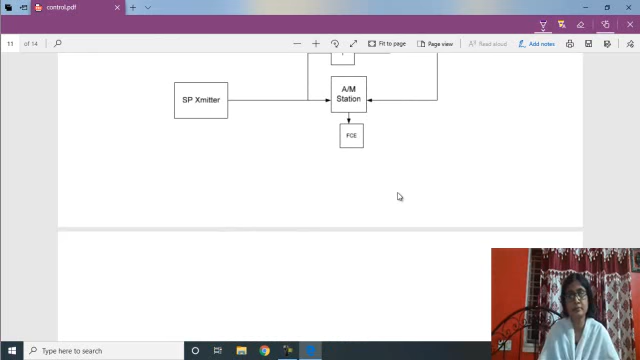 control.pdf
11 of 14
Fit to page
Page view
Read aloud
Add notes
A/M
Station
SP Xmitter
FCE
Type here to search